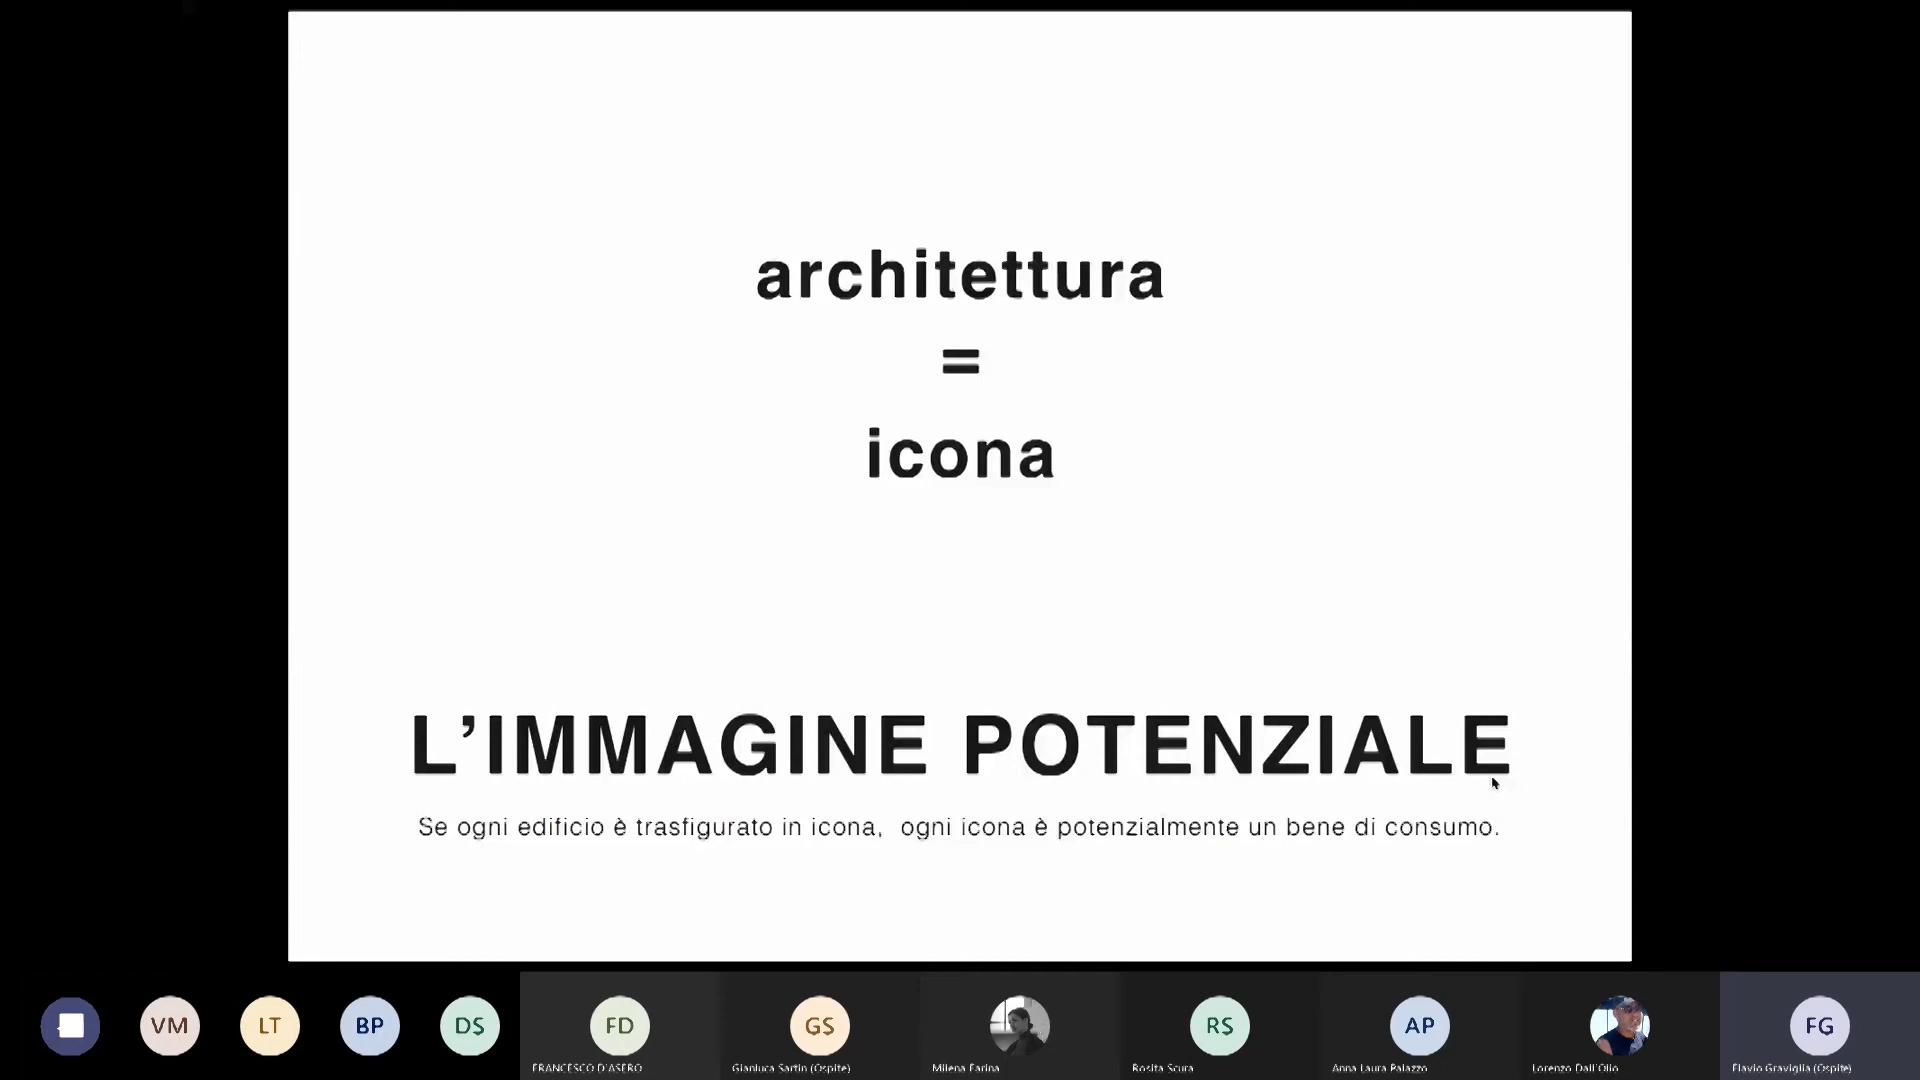 architettura
=
icona
L’IMMAGINE POTENZIALE
Se ogni edificio è trasfigurato in icona, ogni icona è potenzialmente un bene di consumo.
VM
LT
BP
DS
FD
GS
RS
AP
FG
FRANCESCO D'ASERO
Gianluca Sartin (Ospite)
Milena Farina
Rosita Scura
Anna Laura Palazzo
Lorenzo Dall'Olio
Flavio Graviglia (Ospite)